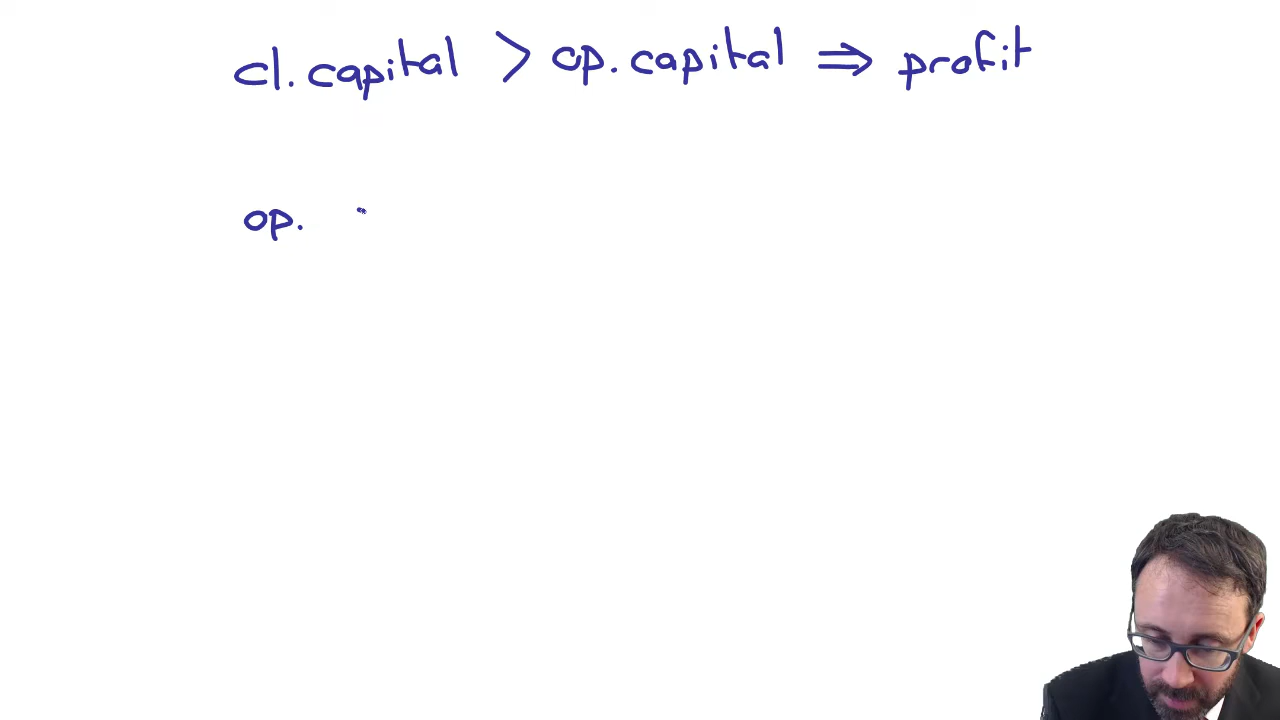 cl. capital > op. capital ⇒ profit
op.